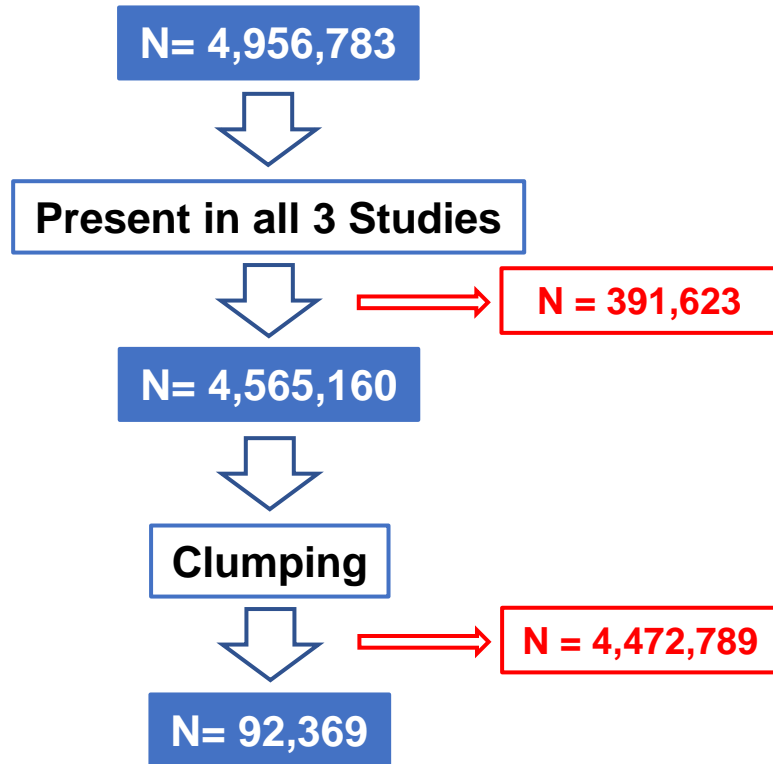 N= 4,956,783
Present in all 3 Studies
N = 391,623
N= 4,565,160
Clumping
N = 4,472,789
N= 92,369